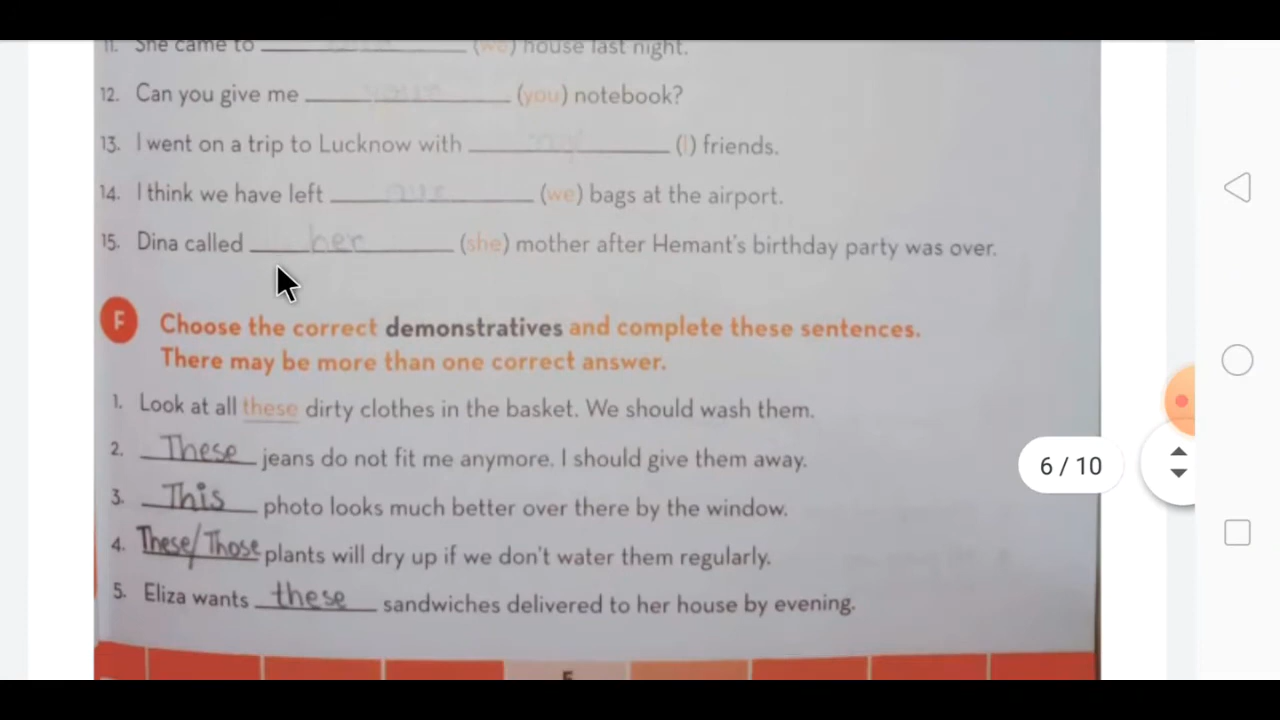 11. She came to (we) house last night.
12. Can you give me your (you) notebook?
13. I went on a trip to Lucknow with my (I) friends.
14. I think we have left our (we) bags at the airport.
15. Dina called her (she) mother after Hemant's birthday party was over.
F Choose the correct demonstratives and complete these sentences.
There may be more than one correct answer.
1. Look at all these dirty clothes in the basket. We should wash them.
2. These jeans do not fit me anymore. I should give them away.
3. This photo looks much better over there by the window.
6 / 10
4. These/Those plants will dry up if we don't water them regularly.
5. Eliza wants these sandwiches delivered to her house by evening.